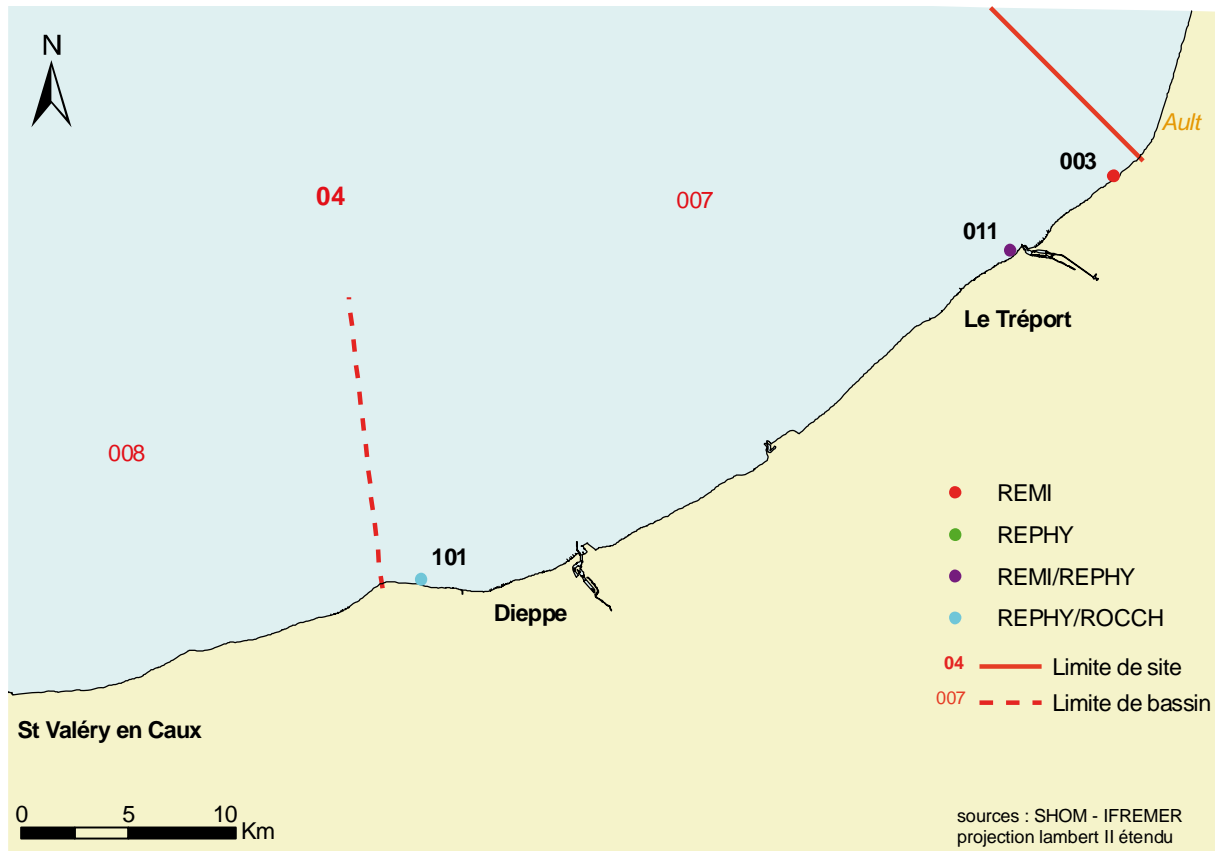 N
Ault
003
04
007
011
Le Tréport
008
101
Dieppe
St Valéry en Caux
REMI
REPHY
REMI/REPHY
REPHY/ROCCH
04 Limite de site
007 Limite de bassin
0 5 10
Km
sources : SHOM - IFREMER
projection lambert II étendu